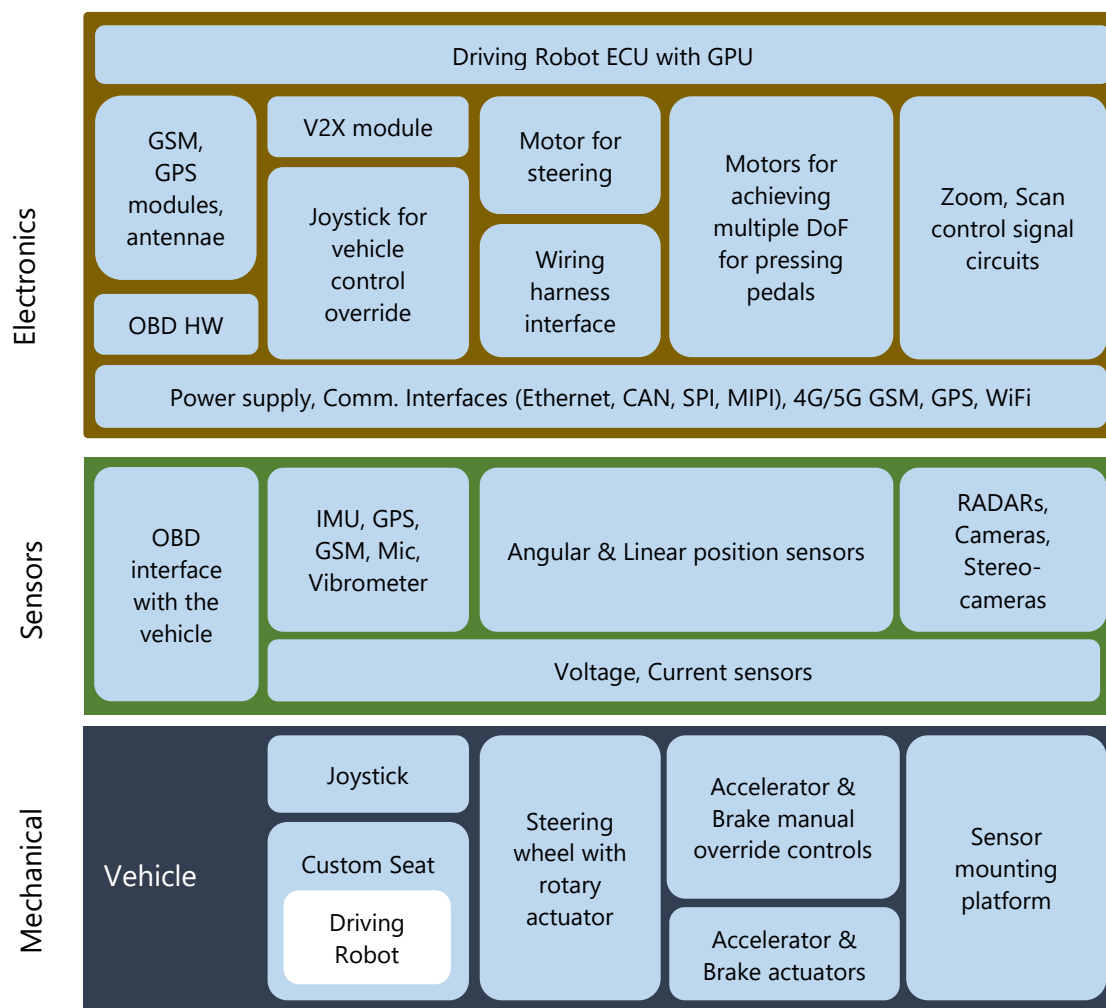 Electronics
Driving Robot ECU with GPU
GSM,
GPS
modules,
antennae
OBD HW
V2X module
Joystick for
vehicle
control
override
Motor for
steering
Wiring
harness
interface
Motors for
achieving
multiple DoF
for pressing
pedals
Zoom, Scan
control signal
circuits
Power supply, Comm. Interfaces (Ethernet, CAN, SPI, MIPI), 4G/5G GSM, GPS, WiFi
Sensors
OBD
interface
with the
vehicle
IMU, GPS,
GSM, Mic,
Vibrometer
Angular & Linear position sensors
RADARs,
Cameras,
Stereo-
cameras
Voltage, Current sensors
Mechanical
Vehicle
Joystick
Custom Seat
Driving
Robot
Steering
wheel with
rotary
actuator
Accelerator &
Brake manual
override controls
Accelerator &
Brake actuators
Sensor
mounting
platform